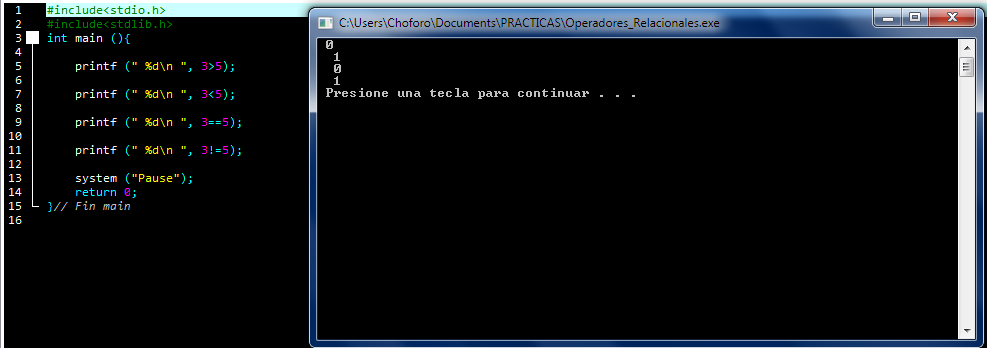 1 #include<stdio.h>
2 #include<stdlib.h>
3 int main (){
4
5 printf (" %d\n ", 3>5);
6
7 printf (" %d\n ", 3<5);
8
9 printf (" %d\n ", 3==5);
10
11 printf (" %d\n ", 3!=5);
12
13 system ("Pause");
14 return 0;
15 }// Fin main
16
C:\Users\Choforo\Documents\PRACTICAS\Operadores_Relacionales.exe
0
1
0
1
Presione una tecla para continuar . . .